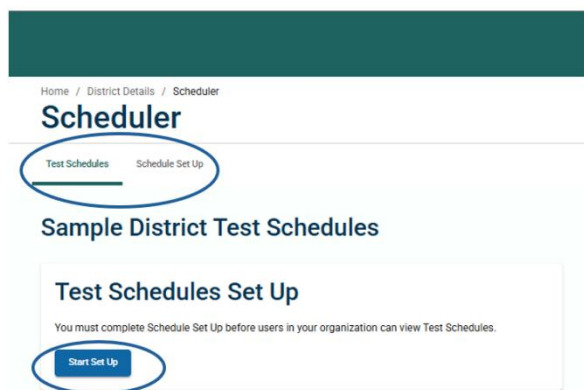 Home / District Details / Scheduler
Scheduler
Test Schedules Schedule Set Up
Sample District Test Schedules
Test Schedules Set Up
You must complete Schedule Set Up before users in your organization can view Test Schedules.
Start Set Up